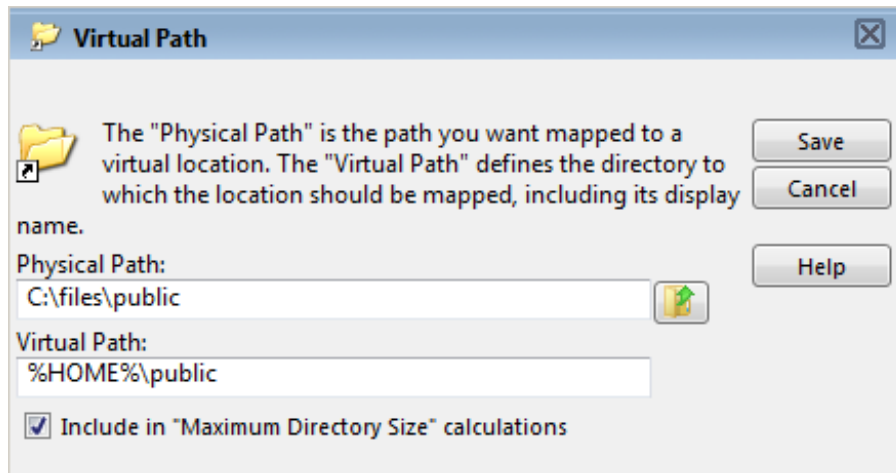 Virtual Path
The "Physical Path" is the path you want mapped to a
virtual location. The "Virtual Path" defines the directory to
which the location should be mapped, including its display
name.
Save
Cancel
Help
Physical Path:
C:\files\public
Virtual Path:
%HOME%\public
Include in "Maximum Directory Size" calculations